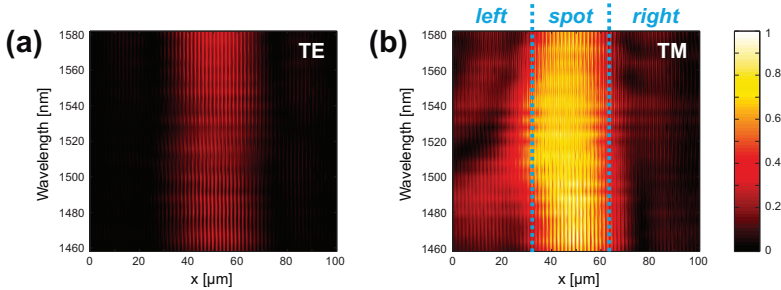 left spot right
(a) TE
(b) TM
Wavelength [nm]
1580
1560
1540
1520
1500
1480
1460
0 20 40 60 80 100
x [µm]
Wavelength [nm]
1580
1560
1540
1520
1500
1480
1460
0 20 40 60 80 100
x [µm]
1
0.8
0.6
0.4
0.2
0